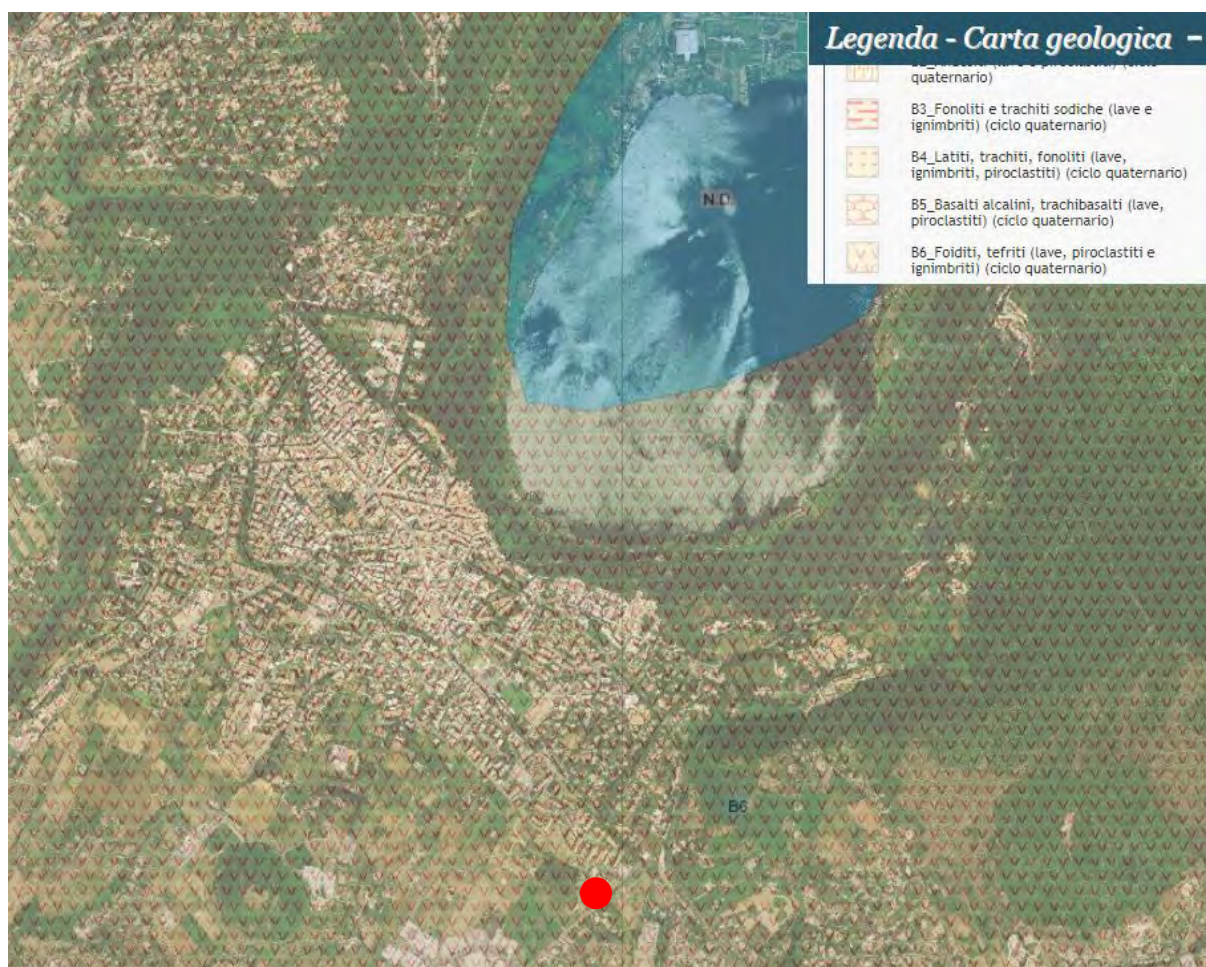 Legenda - Carta geologica –
quaternario)
B3_Fonoliti e trachiti sodiche (lave e
ignimbriti) (ciclo quaternario)
B4_Latiti, trachiti, fonoliti (lave,
ignimbriti, piroclastiti) (ciclo quaternario)
N.D.
B5_Basalti alcalini, trachibasalti (lave,
piroclastiti) (ciclo quaternario)
B6_Foiditi, tefriti (lave, piroclastiti e
ignimbriti) (ciclo quaternario)
B6